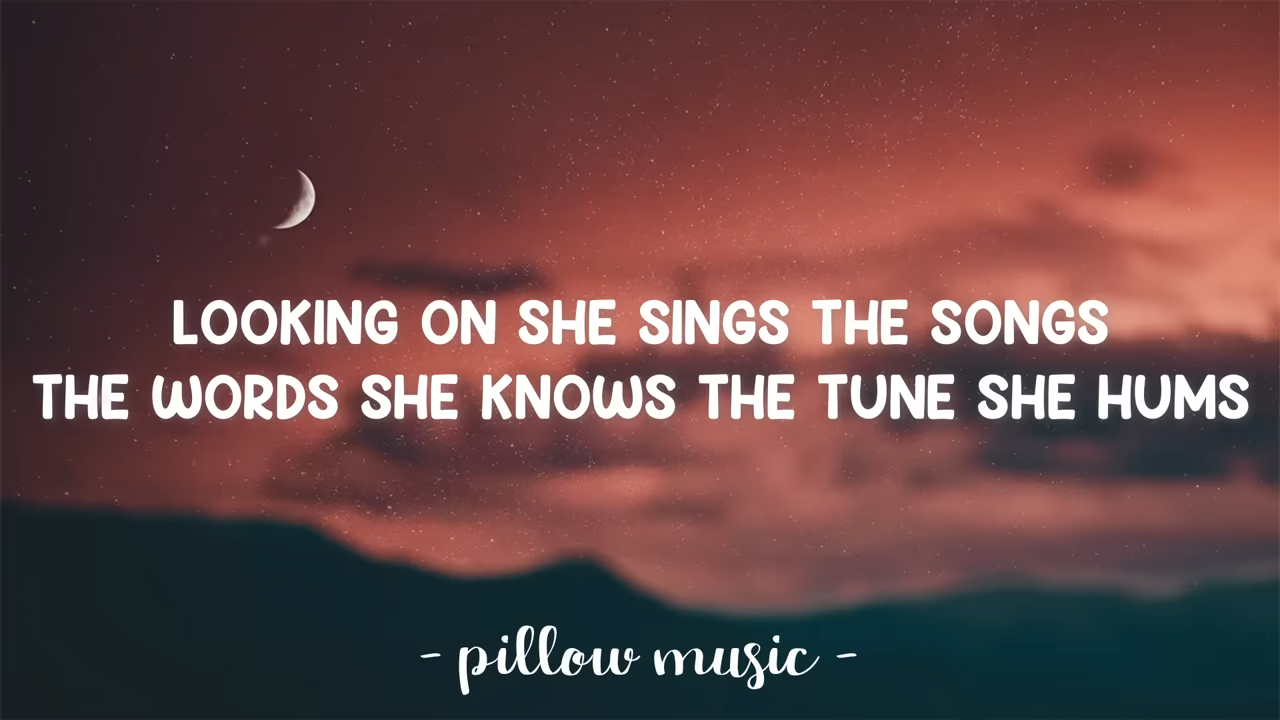 LOOKING ON SHE SINGS THE SONGS
THE WORDS SHE KNOWS THE TUNE SHE HUMS
- pillow music -